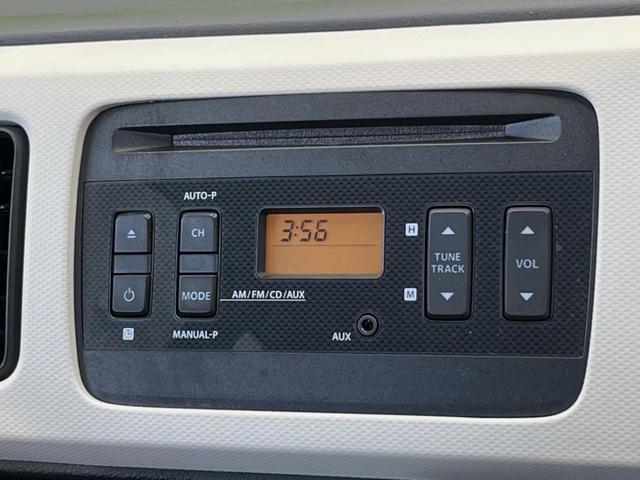 AUTO-P
3:56
CH
H
TUNE
TRACK
VOL
MODE
AM/FM/CD/AUX
M
MANUAL-P
AUX